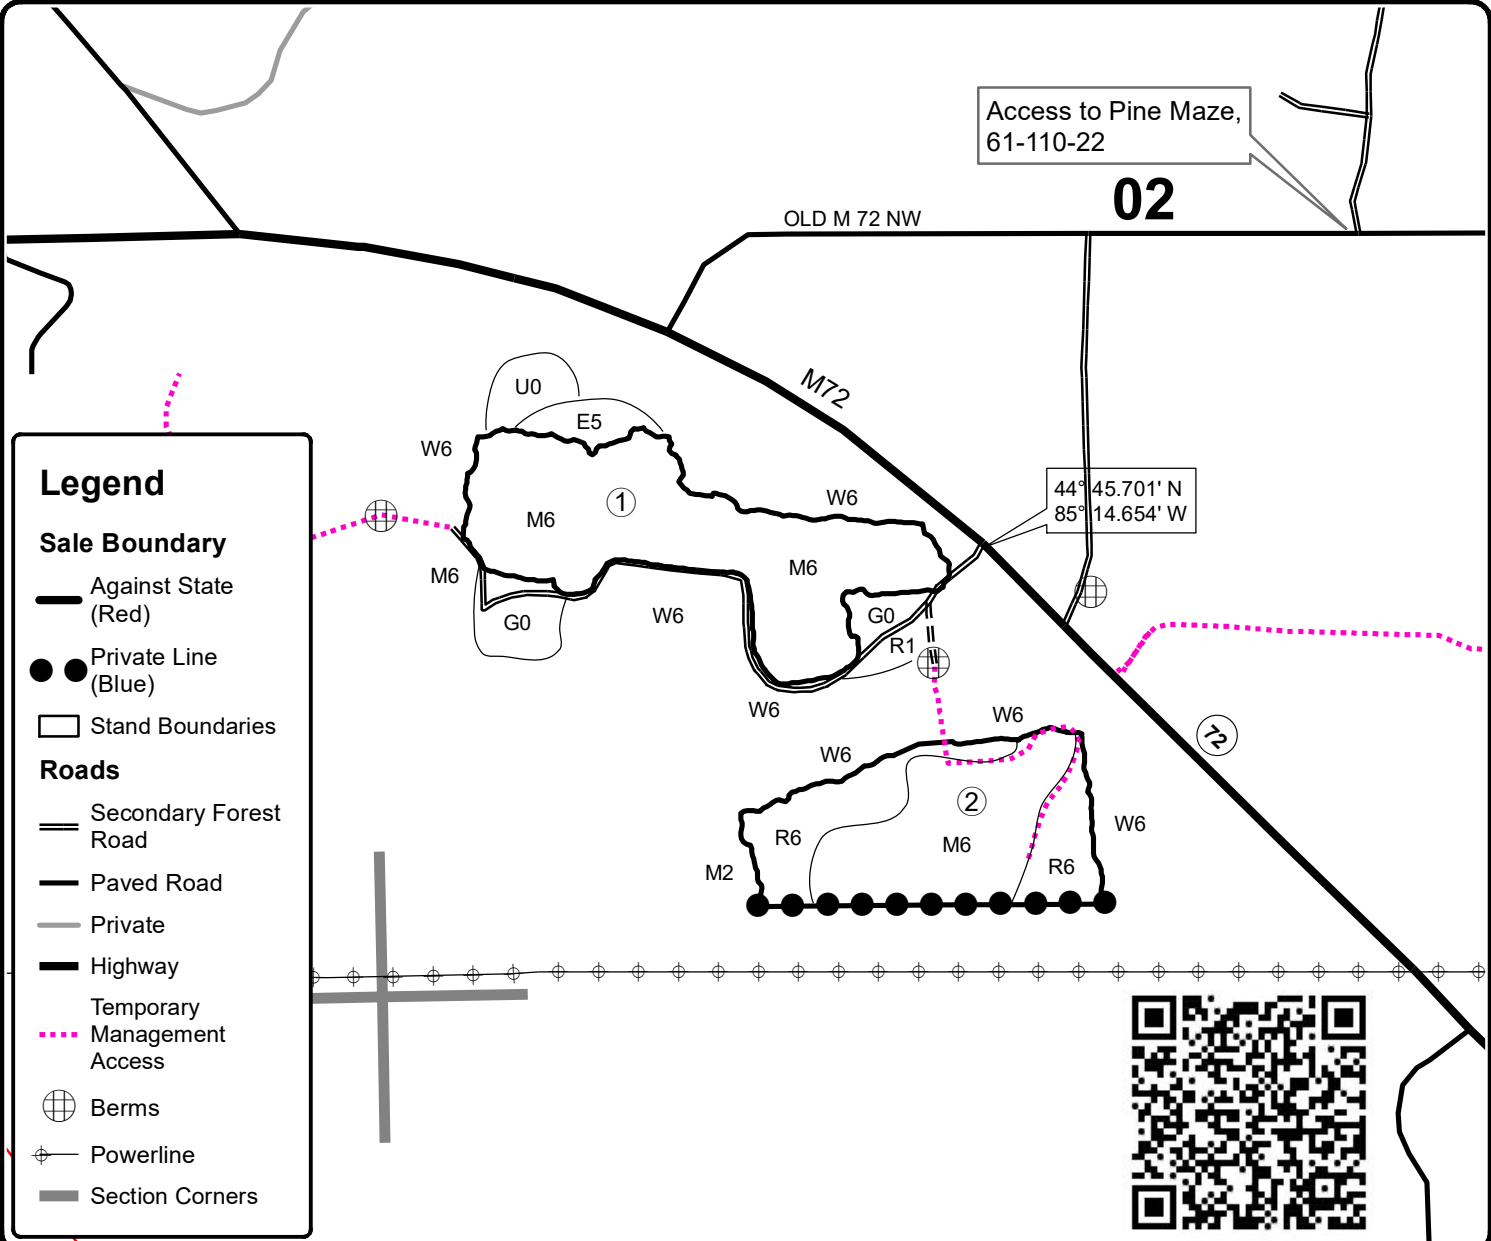 Access to Pine Maze,
61-110-22
02
OLD M 72 NW
M72
U0
E5
W6
1
W6
44° 45.701' N
85° 14.654' W
M6
M6
M6
G0
W6
G0
R1
W6
W6
W6
72
2
R6
M6
W6
M2
R6
Legend
Sale Boundary
Against State
(Red)
Private Line
(Blue)
Stand Boundaries
Roads
Secondary Forest
Road
Paved Road
Private
Highway
Temporary
Management
Access
Berms
Powerline
Section Corners